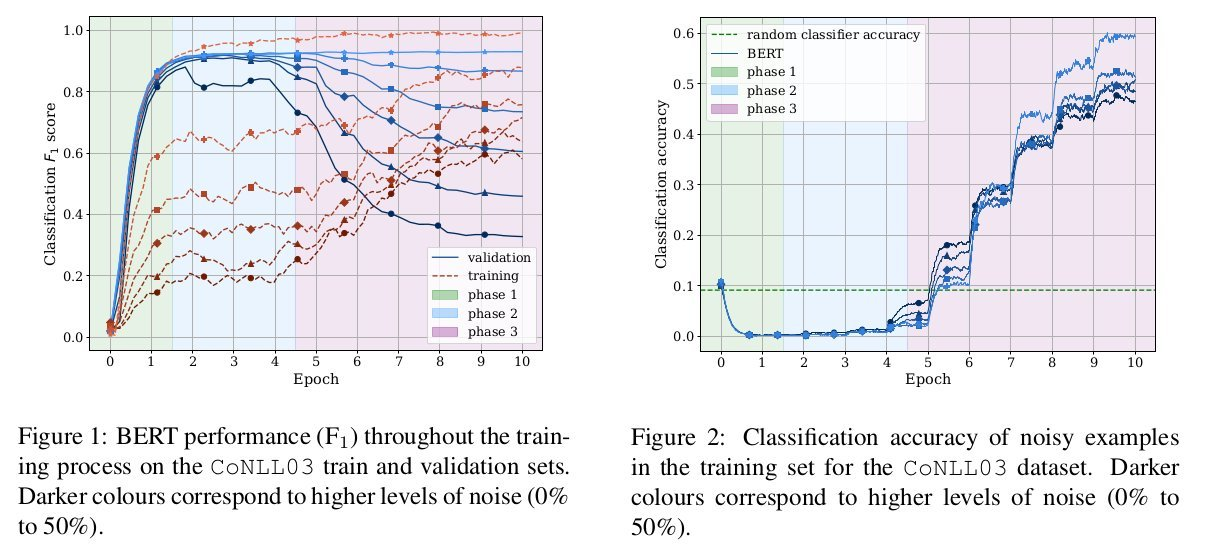 1.0
0.8
0.6
0.4
0.2
0.0
Classification F1 score
validation
training
phase 1
phase 2
phase 3
0 1 2 3 4 5 6 7 8 9 10
Epoch
Figure 1: BERT performance (F1) throughout the train-
ing process on the CoNLL03 train and validation sets.
Darker colours correspond to higher levels of noise (0%
to 50%).
0.6
0.5
0.4
0.3
0.2
0.1
0.0
Classification accuracy
random classifier accuracy
BERT
phase 1
phase 2
phase 3
0 1 2 3 4 5 6 7 8 9 10
Epoch
Figure 2: Classification accuracy of noisy examples
in the training set for the CoNLL03 dataset. Darker
colours correspond to higher levels of noise (0% to
50%).